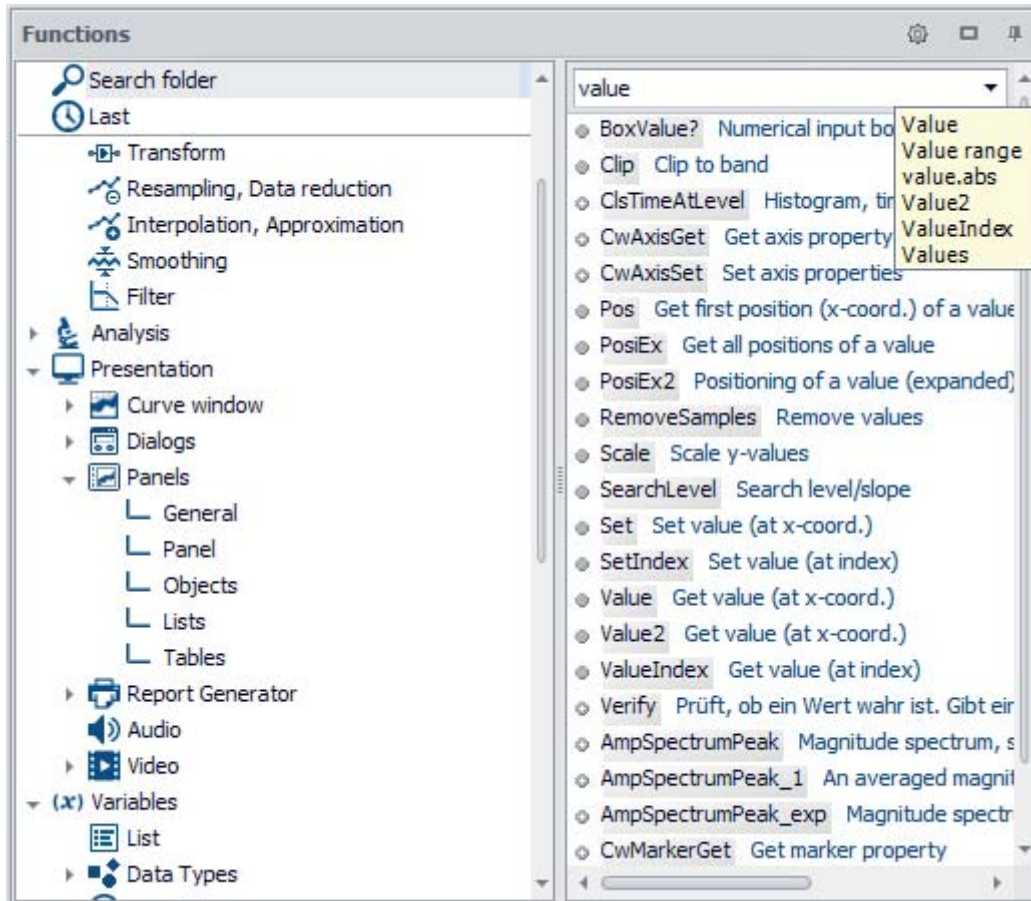 Functions
Search folder
Last
Transform
Resampling, Data reduction
Interpolation, Approximation
Smoothing
Filter
Analysis
Presentation
Curve window
Dialogs
Panels
General
Panel
Objects
Lists
Tables
Report Generator
Audio
Video
(x) Variables
List
Data Types
value
Value
Value range
value.abs
Value2
ValueIndex
Values
BoxValue? Numerical input
Clip Clip to band
ClsTimeAtLevel Histogram,
CwAxisGet Get axis property
CwAxisSet Set axis properties
Pos Get first position (x-coord.) of a value
PosiEx Get all positions of a value
PosiEx2 Positioning of a value (expanded)
RemoveSamples Remove values
Scale Scale y-values
SearchLevel Search level/slope
Set Set value (at x-coord.)
SetIndex Set value (at index)
Value Get value (at x-coord.)
Value2 Get value (at x-coord.)
ValueIndex Get value (at index)
Verify Prüft, ob ein Wert wahr ist. Gibt
AmpSpectrumPeak Magnitude spectrum,
AmpSpectrumPeak_1 An averaged
AmpSpectrumPeak_exp Magnitude
CwMarkerGet Get marker property